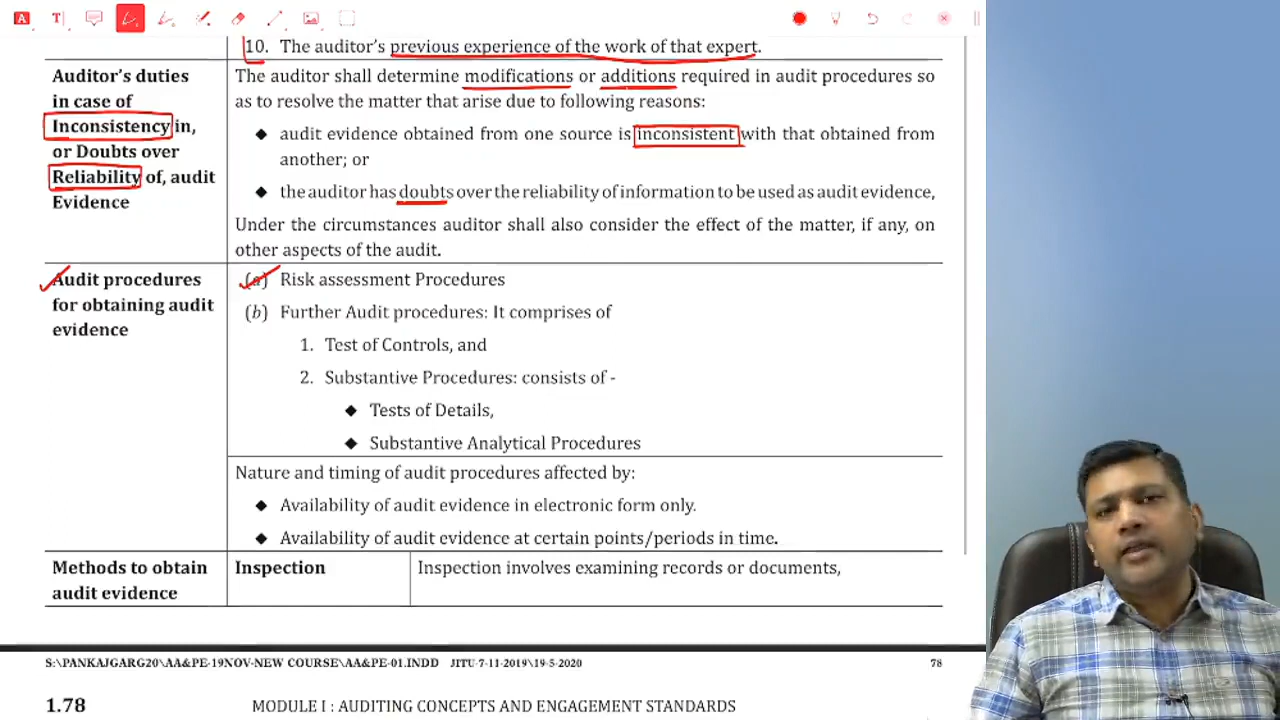 A T
10. The auditor's previous experience of the work of that expert.
Auditor's duties
in case of
Inconsistency in,
or Doubts over
Reliability of, audit
Evidence
The auditor shall determine modifications or additions required in audit procedures so
as to resolve the matter that arise due to following reasons:
◆ audit evidence obtained from one source is inconsistent with that obtained from
another; or
◆ the auditor has doubts over the reliability of information to be used as audit evidence,
Under the circumstances auditor shall also consider the effect of the matter, if any, on
other aspects of the audit.
Audit procedures
for obtaining audit
evidence
(a) Risk assessment Procedures
(b) Further Audit procedures: It comprises of
1. Test of Controls, and
2. Substantive Procedures: consists of -
◆ Tests of Details,
◆ Substantive Analytical Procedures
Nature and timing of audit procedures affected by:
◆ Availability of audit evidence in electronic form only.
◆ Availability of audit evidence at certain points/periods in time.
Methods to obtain
audit evidence
Inspection
Inspection involves examining records or documents,
S:\PANKAJGARG20\AA&PE-19NOV-NEW COURSE\AA&PE-01.INDD JITU-7-11-2019\19-5-2020 78
1.78 MODULE I : AUDITING CONCEPTS AND ENGAGEMENT STANDARDS